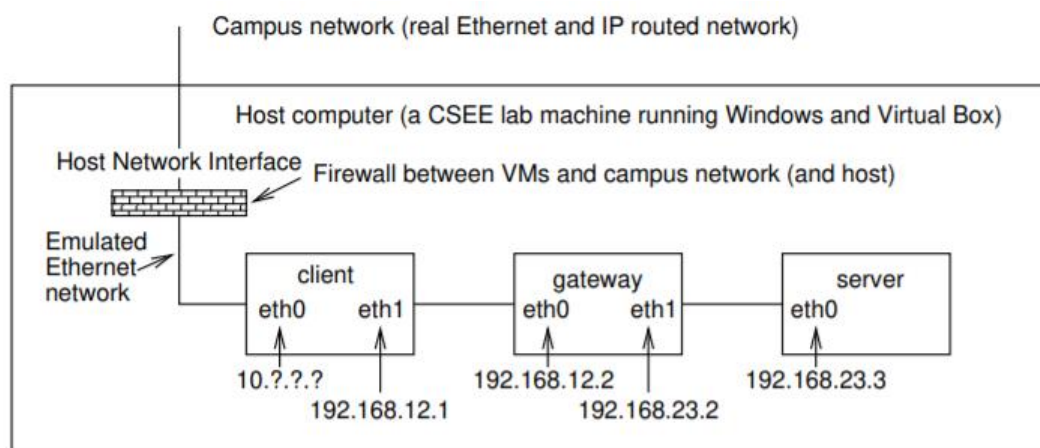 Campus network (real Ethernet and IP routed network)
Host computer (a CSEE lab machine running Windows and Virtual Box)
Host Network Interface
Firewall between VMs and campus network (and host)
Emulated
Ethernet
network
client
eth0 eth1
gateway
eth0 eth1
server
eth0
10.?.?.?
192.168.12.1
192.168.12.2
192.168.23.2
192.168.23.3